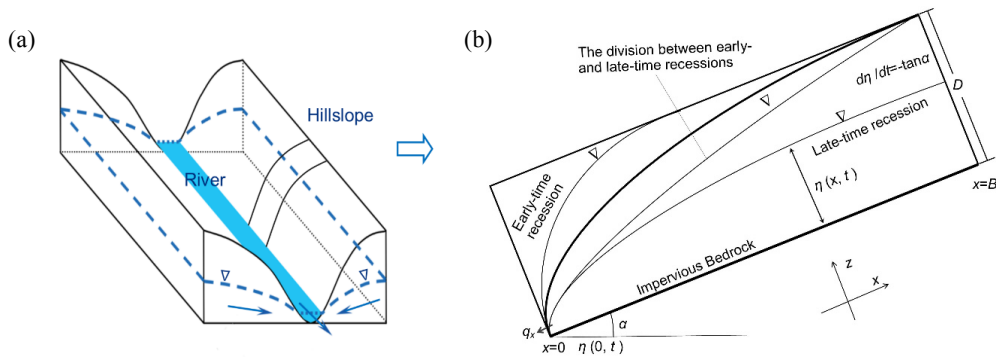 (a)
Hillslope
River
(b)
The division between early-
and late-time recessions
dη /dt=-tanα
D
Late-time recession
η (x, t )
Early-time
recession
x=B
Impervious Bedrock
z
x
qₓ
α
x=0 η (0, t )